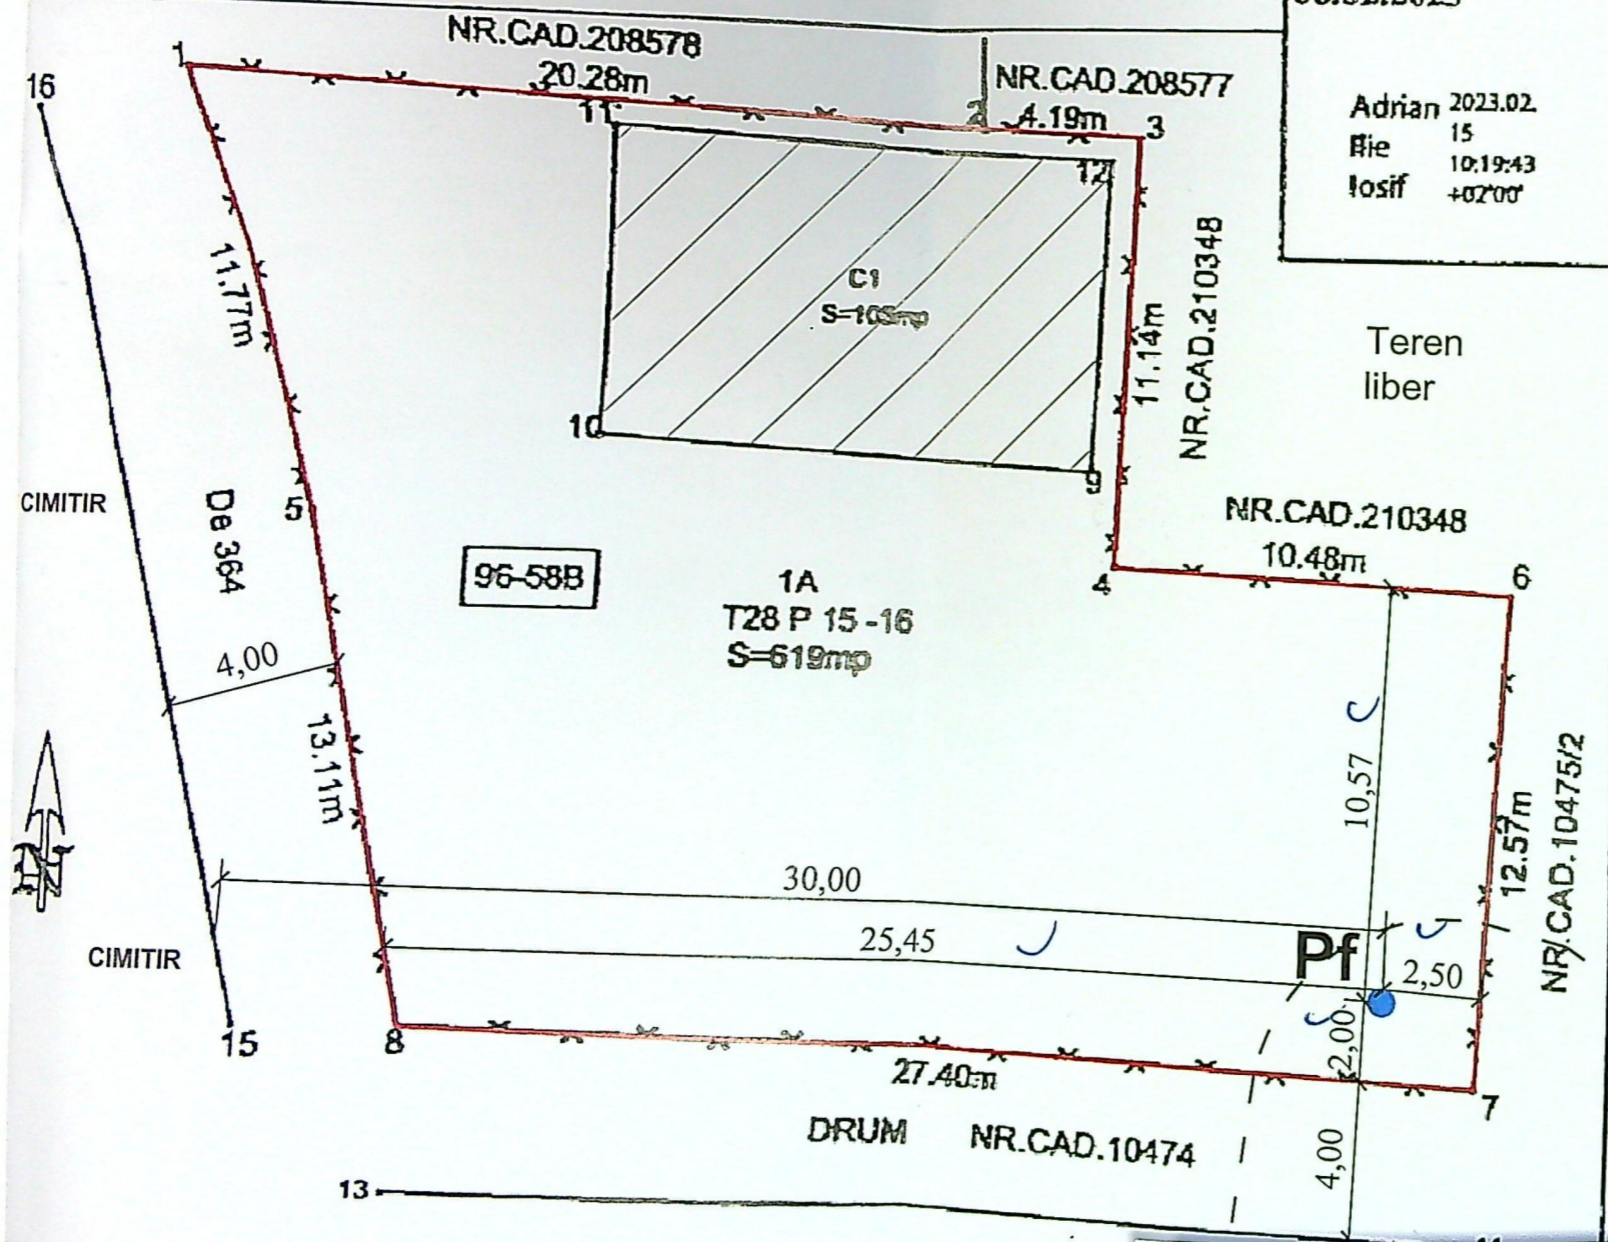 NR.CAD.208578
20.28m
NR.CAD.208577
4.19m
1
16
11
2
3
12
Adrian 2023.02.
Ilie 15
Iosif 10:19:43
+02'00'
11.77m
C1
11.14m
NR.CAD.210348
Teren
liber
10
9
CIMITIR
De 364
5
NR.CAD.210348
10.48m
96-58B
1A
T28 P 15-16
S=619mp
4
6
4,00
13.11m
10,57
12.57m
NR.CAD.10475/2
N
30,00
25,45
Pf
2,50
CIMITIR
2,00
15
8
27.40m
7
DRUM NR.CAD.10474
4,00
13